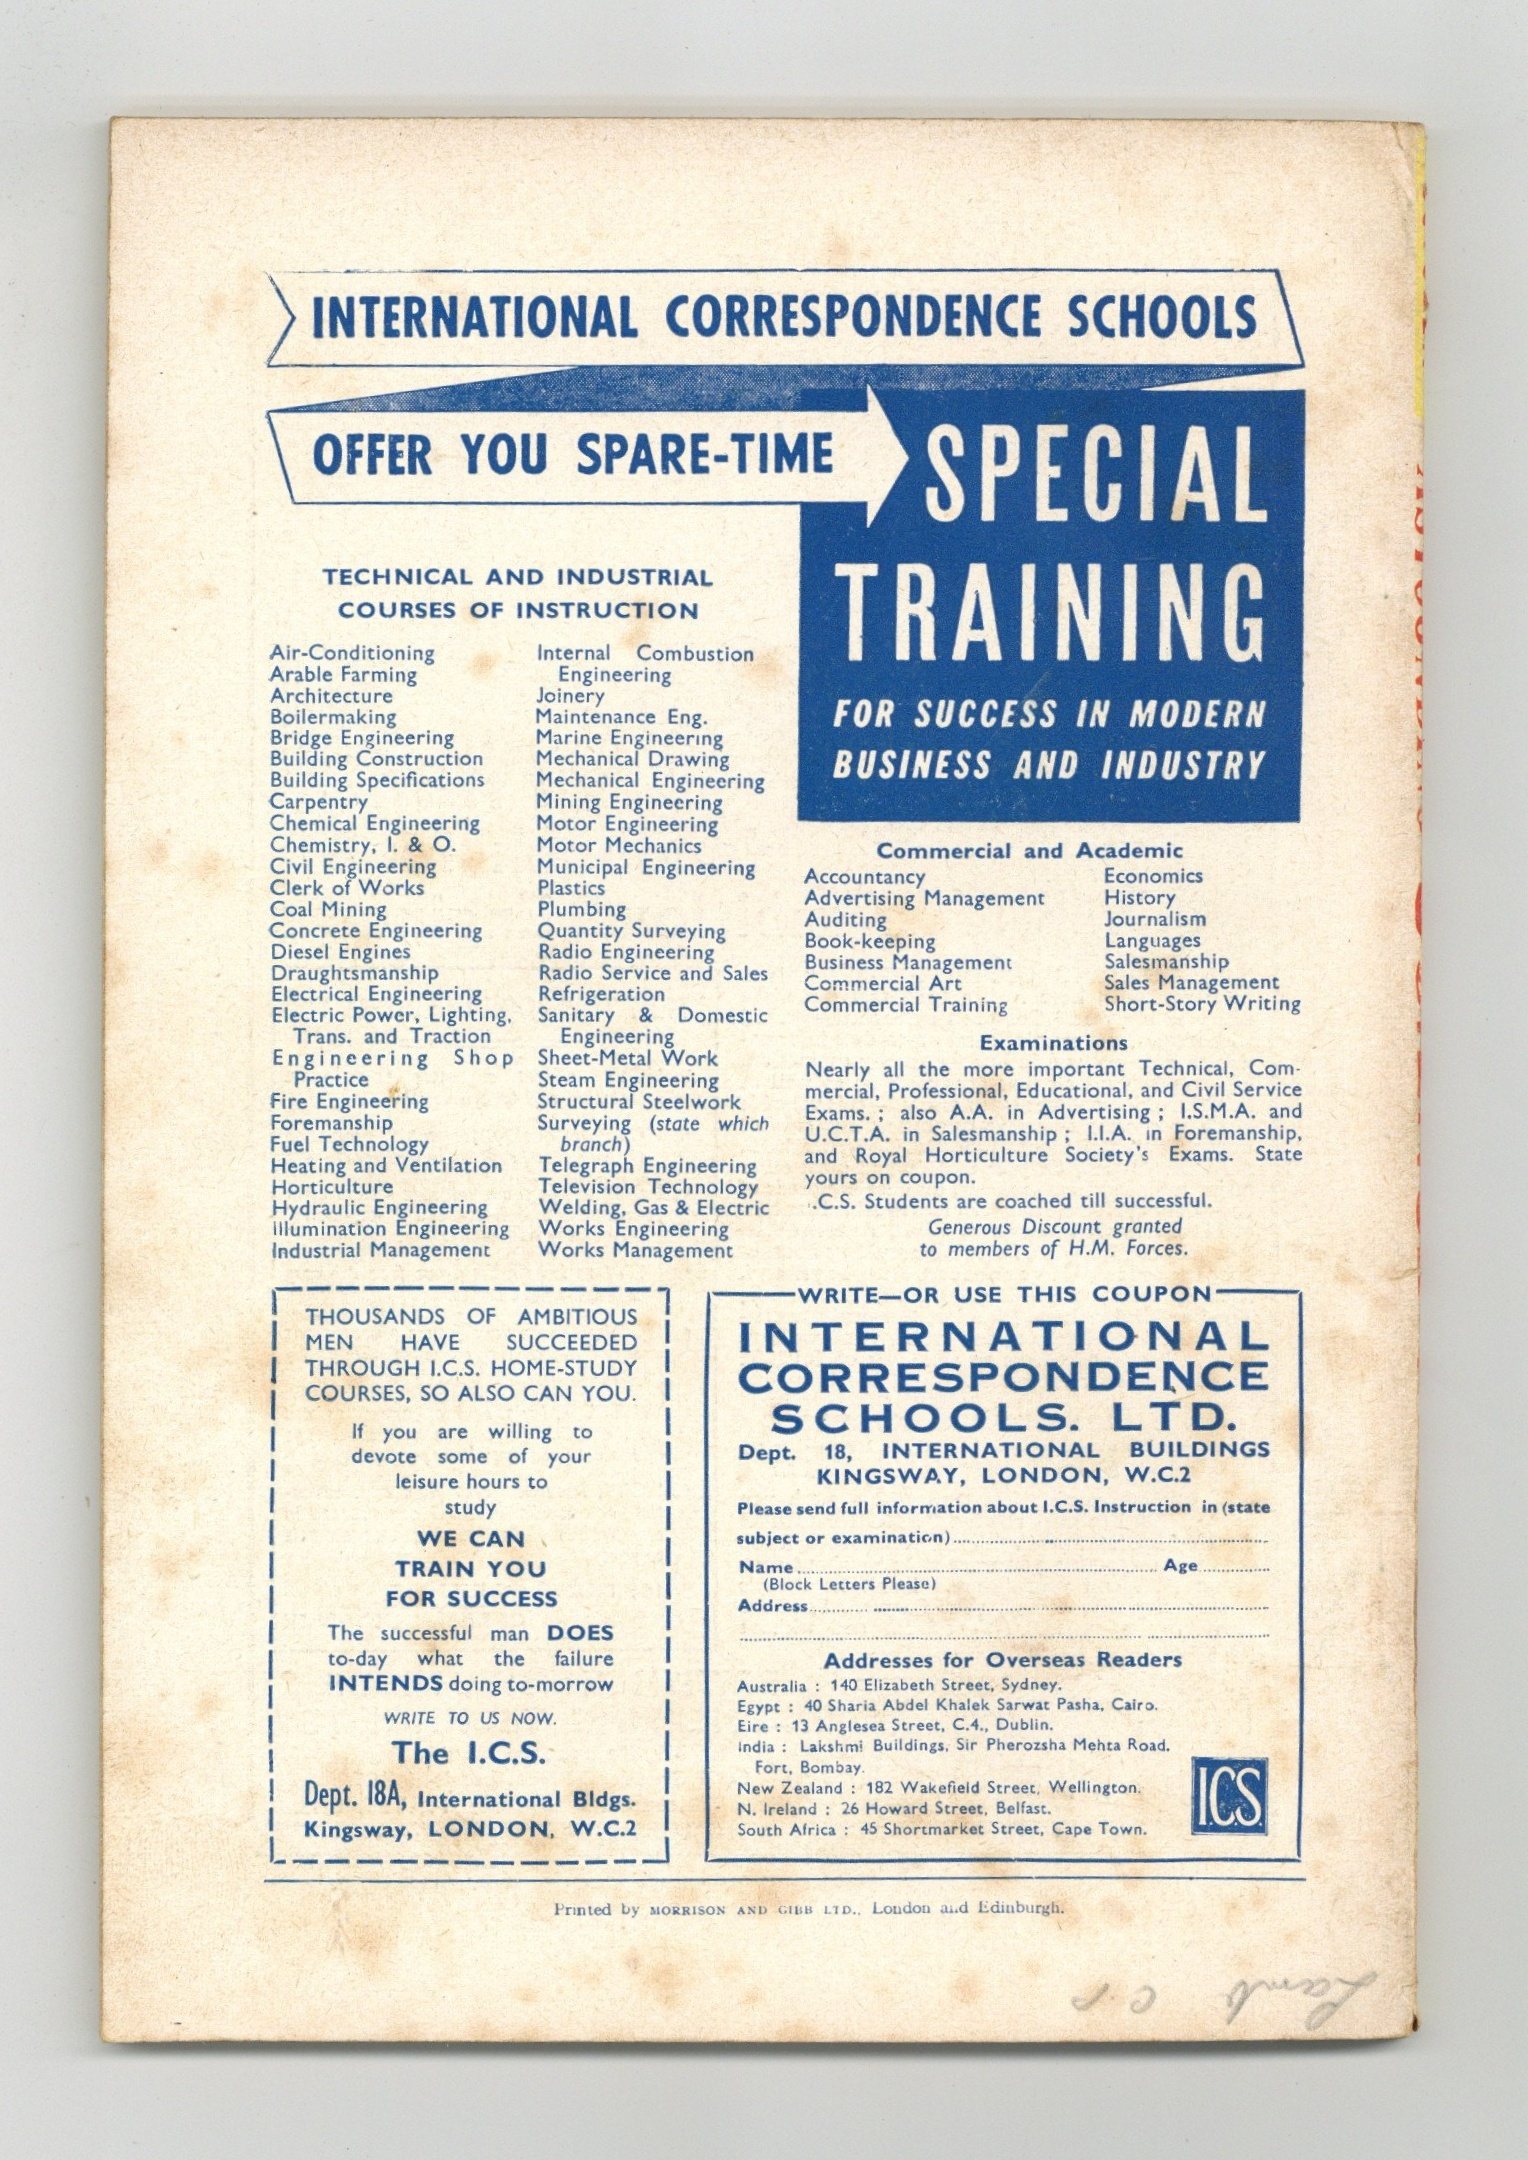 INTERNATIONAL CORRESPONDENCE SCHOOLS
OFFER YOU SPARE-TIME
SPECIAL
TRAINING
FOR SUCCESS IN MODERN
BUSINESS AND INDUSTRY
TECHNICAL AND INDUSTRIAL
COURSES OF INSTRUCTION
Air-Conditioning
Arable Farming
Architecture
Boilermaking
Bridge Engineering
Building Construction
Building Specifications
Carpentry
Chemical Engineering
Chemistry, I. & O.
Civil Engineering
Clerk of Works
Coal Mining
Concrete Engineering
Diesel Engines
Draughtsmanship
Electrical Engineering
Electric Power, Lighting,
Trans. and Traction
Engineering Shop
Practice
Fire Engineering
Foremanship
Fuel Technology
Heating and Ventilation
Horticulture
Hydraulic Engineering
Illumination Engineering
Industrial Management
Internal Combustion
Engineering
Joinery
Maintenance Eng.
Marine Engineering
Mechanical Drawing
Mechanical Engineering
Mining Engineering
Motor Engineering
Motor Mechanics
Municipal Engineering
Plastics
Plumbing
Quantity Surveying
Radio Engineering
Radio Service and Sales
Refrigeration
Sanitary & Domestic
Engineering
Sheet-Metal Work
Steam Engineering
Structural Steelwork
Surveying (state which
branch)
Telegraph Engineering
Television Technology
Welding, Gas & Electric
Works Engineering
Works Management
Commercial and Academic
Accountancy
Advertising Management
Auditing
Book-keeping
Business Management
Commercial Art
Commercial Training
Economics
History
Journalism
Languages
Salesmanship
Sales Management
Short-Story Writing
Examinations
Nearly all the more important Technical, Com-
mercial, Professional, Educational, and Civil Service
Exams. ; also A.A. in Advertising ; I.S.M.A. and
U.C.T.A. in Salesmanship ; I.I.A. in Foremanship,
and Royal Horticulture Society's Exams. State
yours on coupon.
.C.S. Students are coached till successful.
Generous Discount granted
to members of H.M. Forces.
THOUSANDS OF AMBITIOUS
MEN HAVE SUCCEEDED
THROUGH I.C.S. HOME-STUDY
COURSES, SO ALSO CAN YOU.
If you are willing to
devote some of your
leisure hours to
study
WE CAN
TRAIN YOU
FOR SUCCESS
The successful man DOES
to-day what the failure
INTENDS doing to-morrow
WRITE TO US NOW.
The I.C.S.
Dept. 18A, International Bldgs.
Kingsway, LONDON, W.C.2
WRITE—OR USE THIS COUPON
INTERNATIONAL
CORRESPONDENCE
SCHOOLS. LTD.
Dept. 18, INTERNATIONAL BUILDINGS
KINGSWAY, LONDON, W.C.2
Please send full information about I.C.S. Instruction in (state
subject or examination)
Name Age
(Block Letters Please)
Address
Addresses for Overseas Readers
Australia : 140 Elizabeth Street, Sydney.
Egypt : 40 Sharia Abdel Khalek Sarwat Pasha, Cairo.
Eire : 13 Anglesea Street, C.4., Dublin.
India : Lakshmi Buildings, Sir Pherozsha Mehta Road.
Fort, Bombay.
New Zealand : 182 Wakefield Street, Wellington.
N. Ireland : 26 Howard Street, Belfast.
South Africa : 45 Shortmarket Street, Cape Town.
I.C.S.
Printed by MORRISON AND GIBB LTD., London and Edinburgh.
Lamb